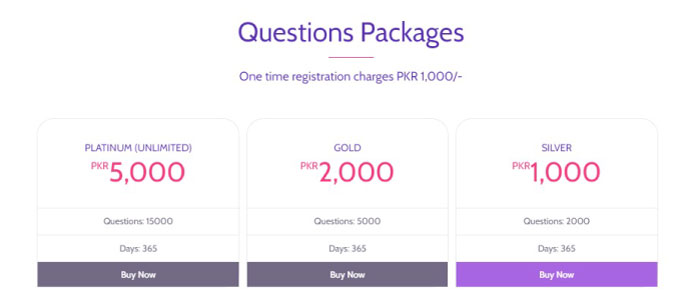 Questions Packages
One time registration charges PKR 1,000/-
PLATINUM (UNLIMITED)
PKR 5,000
Questions: 15000
Days: 365
Buy Now
GOLD
PKR 2,000
Questions: 5000
Days: 365
Buy Now
SILVER
PKR 1,000
Questions: 2000
Days: 365
Buy Now